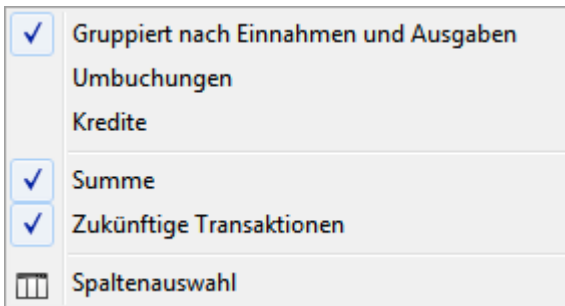 Gruppiert nach Einnahmen und Ausgaben
Umbuchungen
Kredite
Summe
Zukünftige Transaktionen
Spaltenauswahl